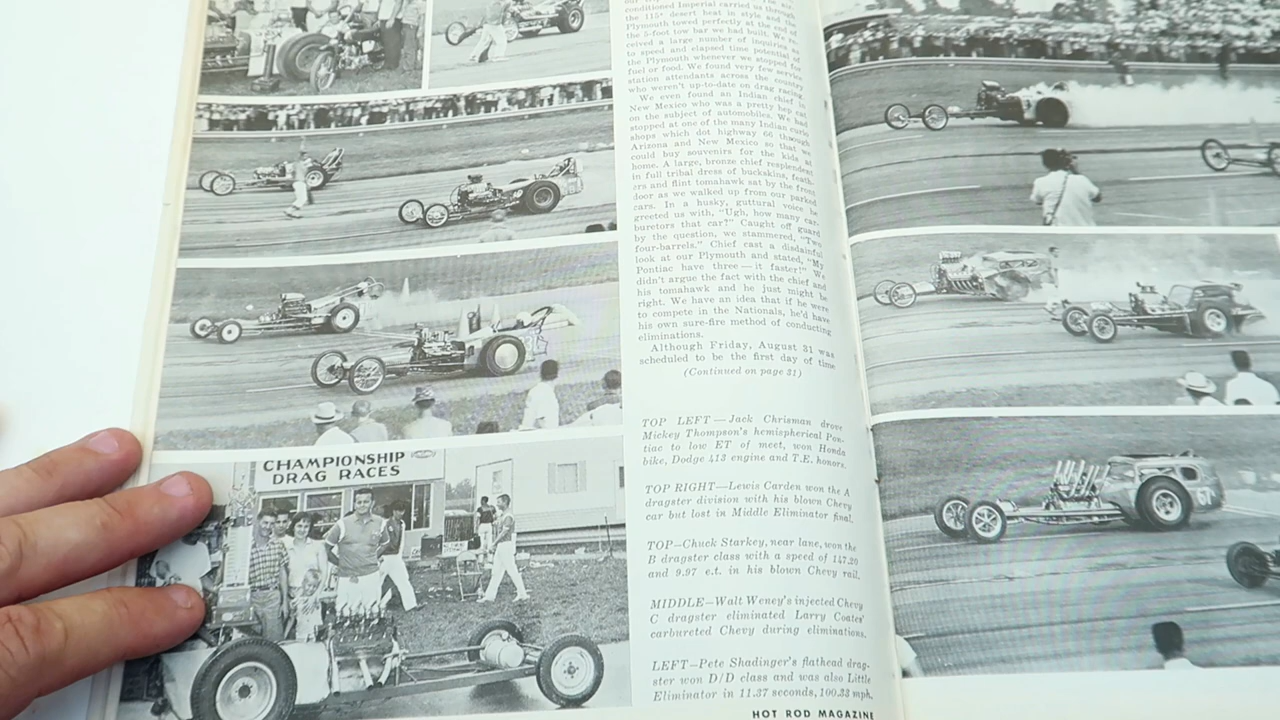 ditioned Imperial carried us through
the 115° desert heat in style and the
Plymouth towed perfectly at the end of
the 5-foot tow bar we had built. We re-
ceived a large number of inquiries as
to speed and elapsed time potential of
the Plymouth whenever we stopped for
fuel or food. We found very few service
station attendants across the country
who weren't up-to-date on drag racing.
We even found an Indian chief in
New Mexico who was a pretty hep cat
on the subject of automobiles. We had
stopped at one of the many Indian curio
shops which dot highway 66 through
Arizona and New Mexico so that we
could buy souvenirs for the kids at
home. A large, bronze chief resplendent
in full tribal dress of buckskins, feath-
ers and flint tomahawk sat by the front
door as we walked up from our parked
cars. In a husky, guttural voice he
greeted us with, "Ugh, how many car-
buretors that car?" Caught off guard
by the question, we stammered, "Two
four-barrels." Chief cast a disdainful
look at our Plymouth and stated, "My
Pontiac have three — it faster!" We
didn't argue the fact with the chief and
his tomahawk and he just might be
right. We have an idea that if he were
to compete in the Nationals, he'd have
his own sure-fire method of conducting
eliminations.
Although Friday, August 31 was
scheduled to be the first day of time
(Continued on page 31)
TOP LEFT — Jack Chrisman drove
Mickey Thompson's hemispherical Pon-
tiac to low ET of meet, won Honda
bike, Dodge 413 engine and T.E. honors.
TOP RIGHT—Lewis Carden won the A
dragster division with his blown Chevy
car but lost in Middle Eliminator final.
TOP—Chuck Starkey, near lane, won the
B dragster class with a speed of 147.20
and 9.97 e.t. in his blown Chevy rail.
MIDDLE—Walt Weney's injected Chevy
C dragster eliminated Larry Coates'
carbureted Chevy during eliminations.
LEFT—Pete Shadinger's flathead drag-
ster won D/D class and was also Little
Eliminator in 11.37 seconds, 100.33 mph.
HOT ROD MAGAZINE
CHAMPIONSHIP
DRAG RACES